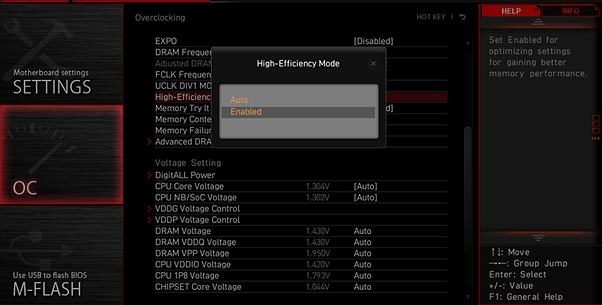 Overclocking
HOT KEY |
HELP
INFO
Motherboard settings
SETTINGS
OC
Use USB to flash BIOS
M-FLASH
EXPO [Disabled]
DRAM Freque
Adjusted DRAM
FCLK Frequen
UCLK DIV1 MO
High-Efficiency
Memory Try It
Memory Conte
Memory Failur
Advanced DRA
High-Efficiency Mode
Auto
Enabled
Voltage Setting
DigitALL Power
CPU Core Voltage 1.304V [Auto]
CPU NB/SoC Voltage 1.302V [Auto]
VDDG Voltage Control
VDDP Voltage Control
DRAM Voltage 1.430V Auto
DRAM VDDQ Voltage 1.430V Auto
DRAM VPP Voltage 1.950V Auto
CPU VDDIO Voltage 1.420V Auto
CPU 1P8 Voltage 1.793V Auto
CHIPSET Core Voltage 1.044V Auto
Set Enabled for
optimizing settings
for gaining better
memory performance.
↑↓: Move
→←: Group Jump
Enter: Select
+/-: Value
F1: General Help